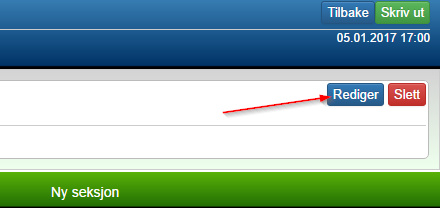 Tilbake Skriv ut
05.01.2017 17:00
Rediger Slett
Ny seksjon